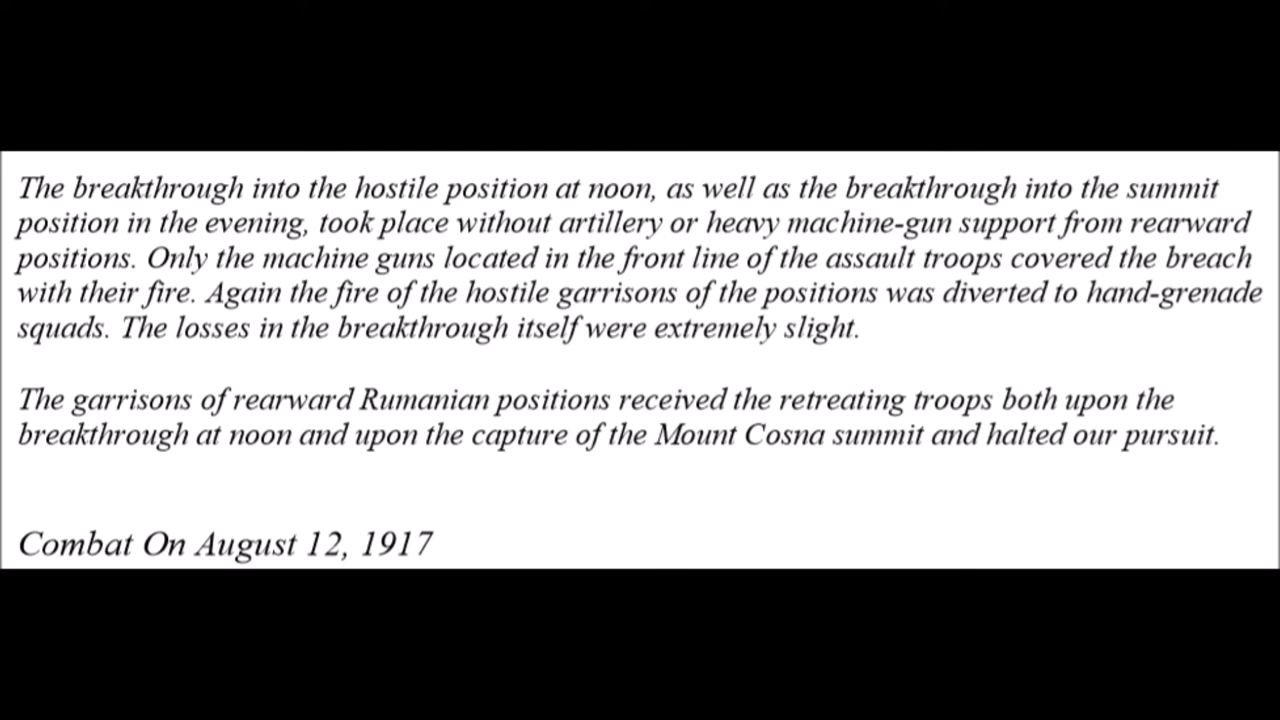 The breakthrough into the hostile position at noon, as well as the breakthrough into the summit
position in the evening, took place without artillery or heavy machine-gun support from rearward
positions. Only the machine guns located in the front line of the assault troops covered the breach
with their fire. Again the fire of the hostile garrisons of the positions was diverted to hand-grenade
squads. The losses in the breakthrough itself were extremely slight.
The garrisons of rearward Rumanian positions received the retreating troops both upon the
breakthrough at noon and upon the capture of the Mount Cosna summit and halted our pursuit.
Combat On August 12, 1917